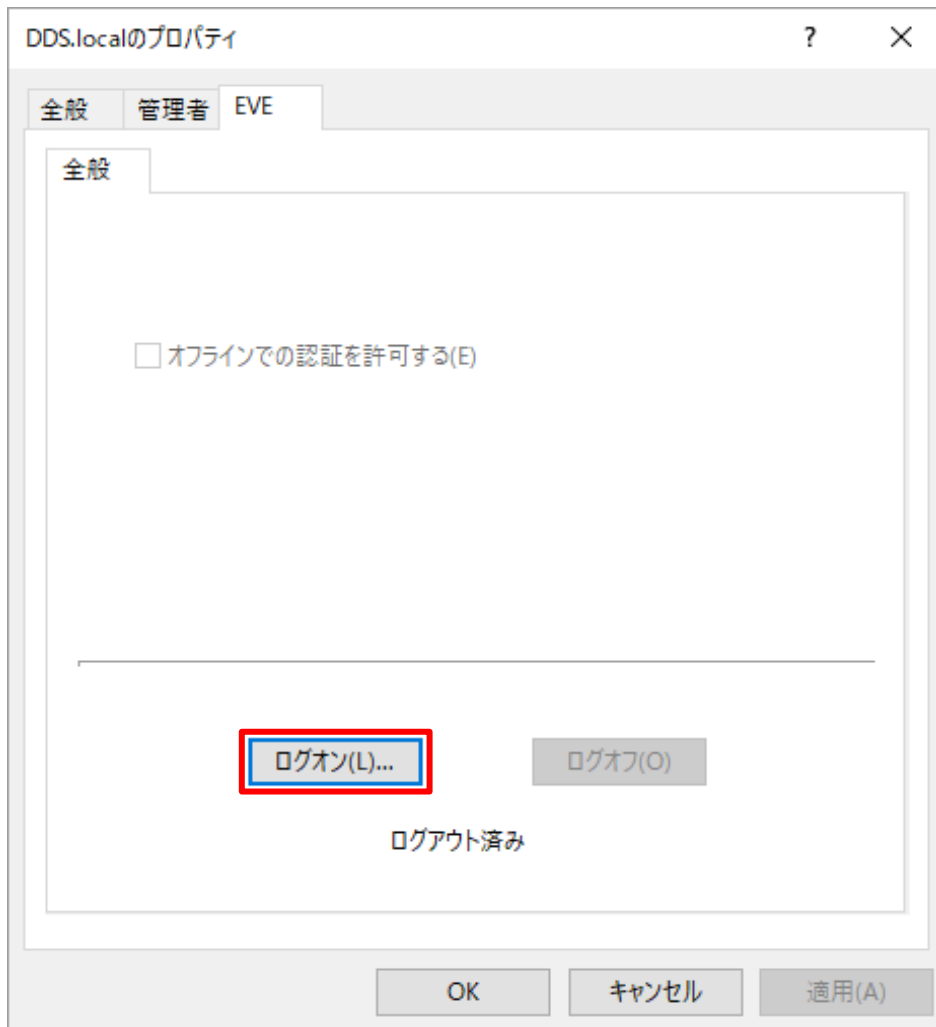 DDS.localのプロパティ ? ×
全般 管理者 EVE
全般
オフラインでの認証を許可する(E)
ログオン(L)... ログオフ(O)
ログアウト済み
OK キャンセル 適用(A)